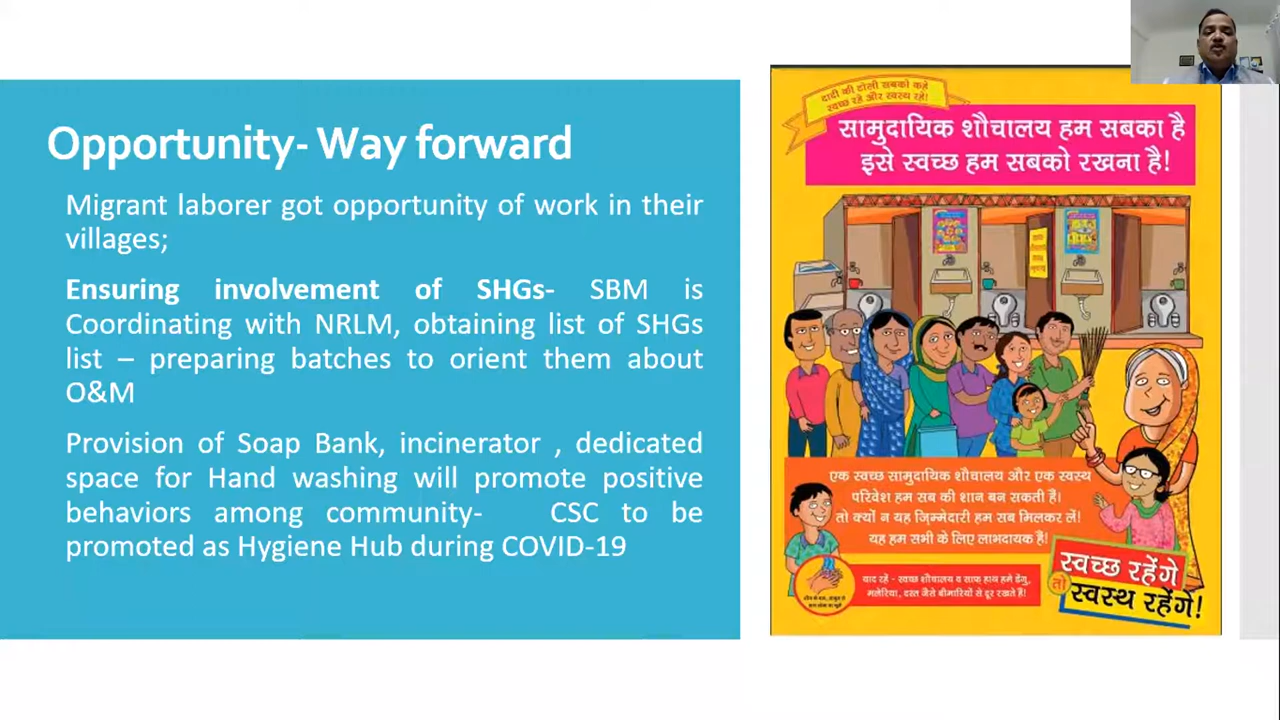 Opportunity- Way forward
Migrant laborer got opportunity of work in their
villages;
Ensuring involvement of SHGs- SBM is
Coordinating with NRLM, obtaining list of SHGs
list – preparing batches to orient them about
O&M
Provision of Soap Bank, incinerator , dedicated
space for Hand washing will promote positive
behaviors among community- CSC to be
promoted as Hygiene Hub during COVID-19
दादी की टोली सबको कहे
स्वच्छ रहें और स्वस्थ रहें!
सामुदायिक शौचालय हम सबका है
इसे स्वच्छ हम सबको रखना है!
एक स्वच्छ सामुदायिक शौचालय और एक स्वस्थ
परिवेश हम सब की शान बन सकती हैं।
तो क्यों न यह ज़िम्मेदारी हम सब मिलकर लें!
यह हम सभी के लिए लाभदायक हैं!
याद रहें - स्वच्छ शौचालय व साफ हाथ हमें डेंगू,
मलेरिया, दस्त जैसे बीमारियों से दूर रखते हैं!
स्वच्छ रहेंगे
तो स्वस्थ रहेंगे!